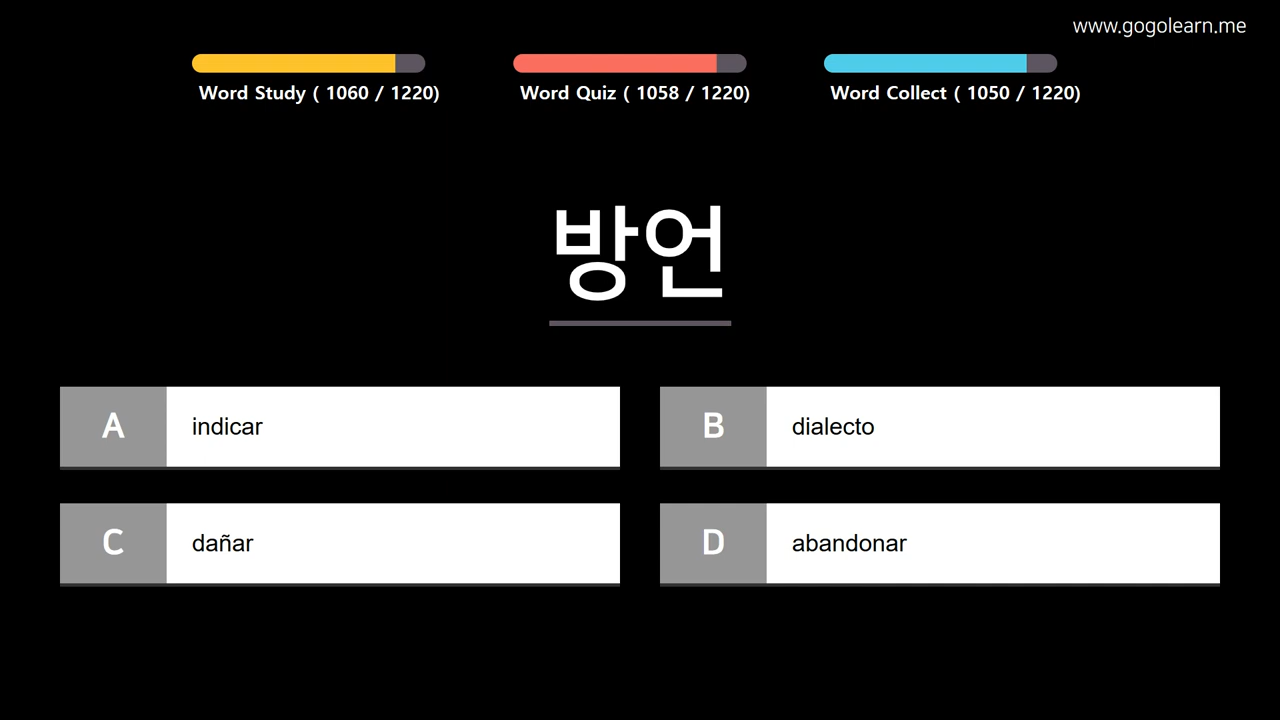 www.gogolearn.me
Word Study ( 1060 / 1220)
Word Quiz ( 1058 / 1220)
Word Collect ( 1050 / 1220)
방언
A indicar
B dialecto
C dañar
D abandonar